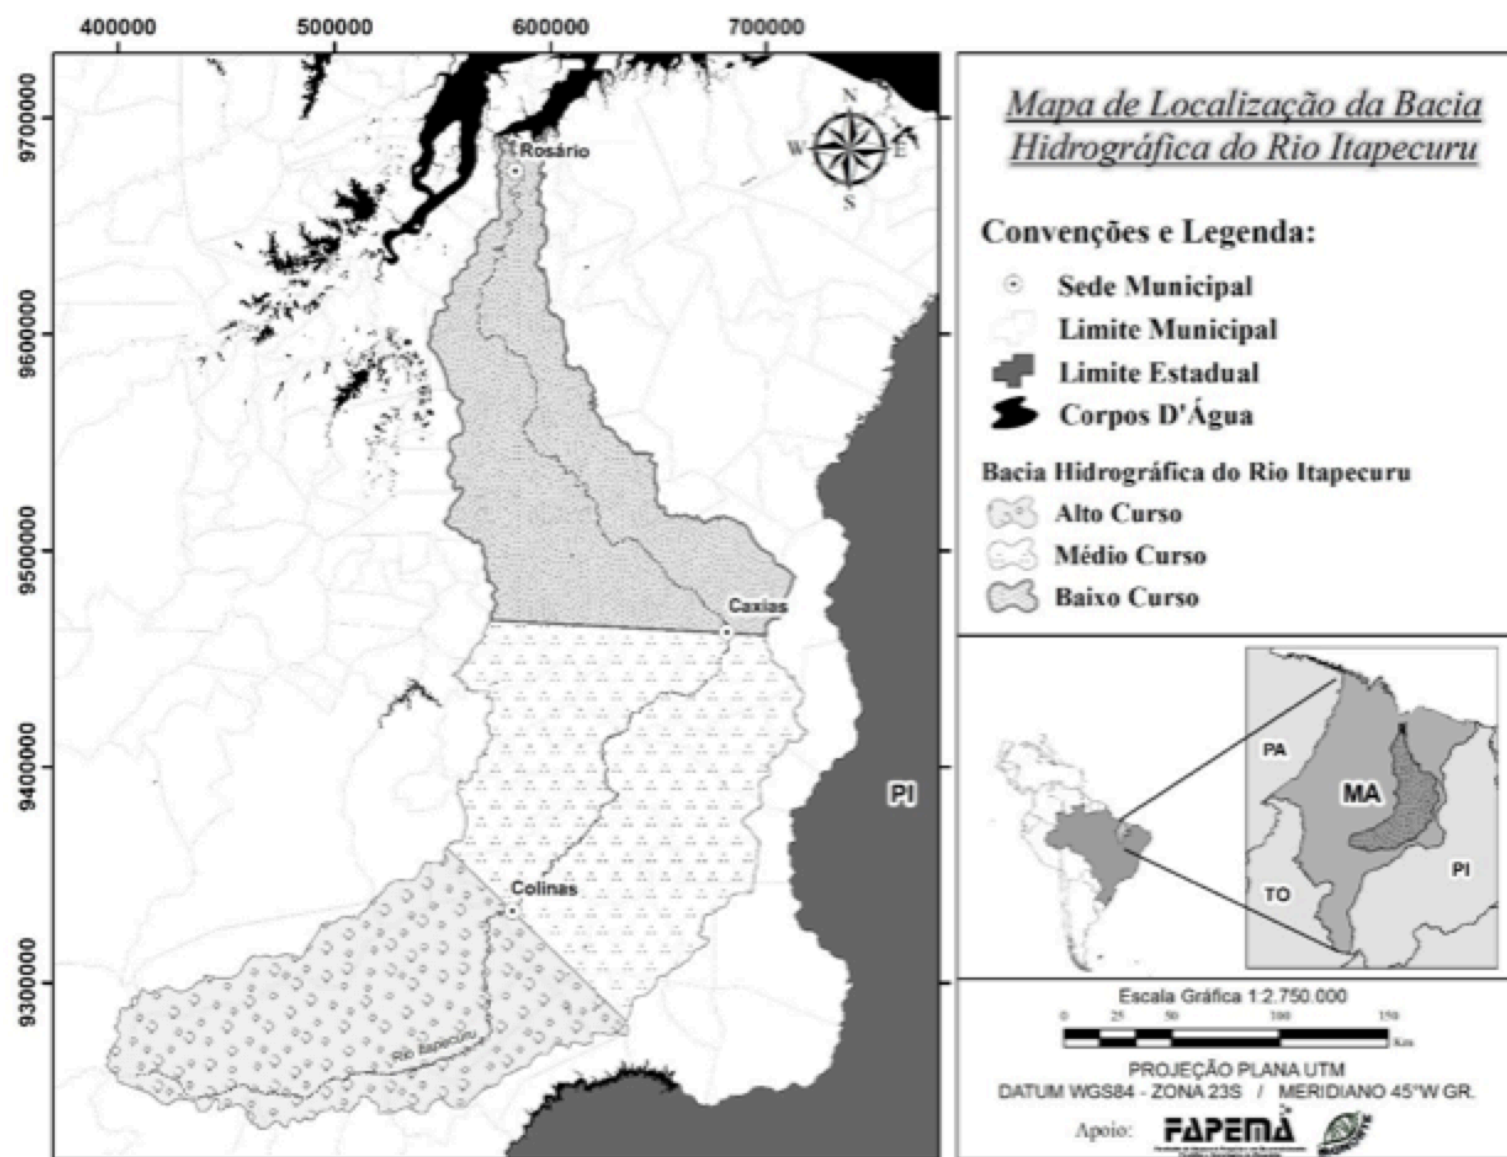 400000 500000 600000 700000
9700000
9600000
9500000
9400000
9300000
Rosário
N
W E
S
Caxias
PI
Colinas
Rio Itapecuru
Mapa de Localização da Bacia
Hidrográfica do Rio Itapecuru
Convenções e Legenda:
Sede Municipal
Limite Municipal
Limite Estadual
Corpos D'Água
Bacia Hidrográfica do Rio Itapecuru
Alto Curso
Médio Curso
Baixo Curso
PA
MA
TO
PI
Escala Gráfica 1:2.750.000
0 25 50 100 150
Km
PROJEÇÃO PLANA UTM
DATUM WGS84 - ZONA 23S / MERIDIANO 45°W GR.
Apoio:
FAPEMA